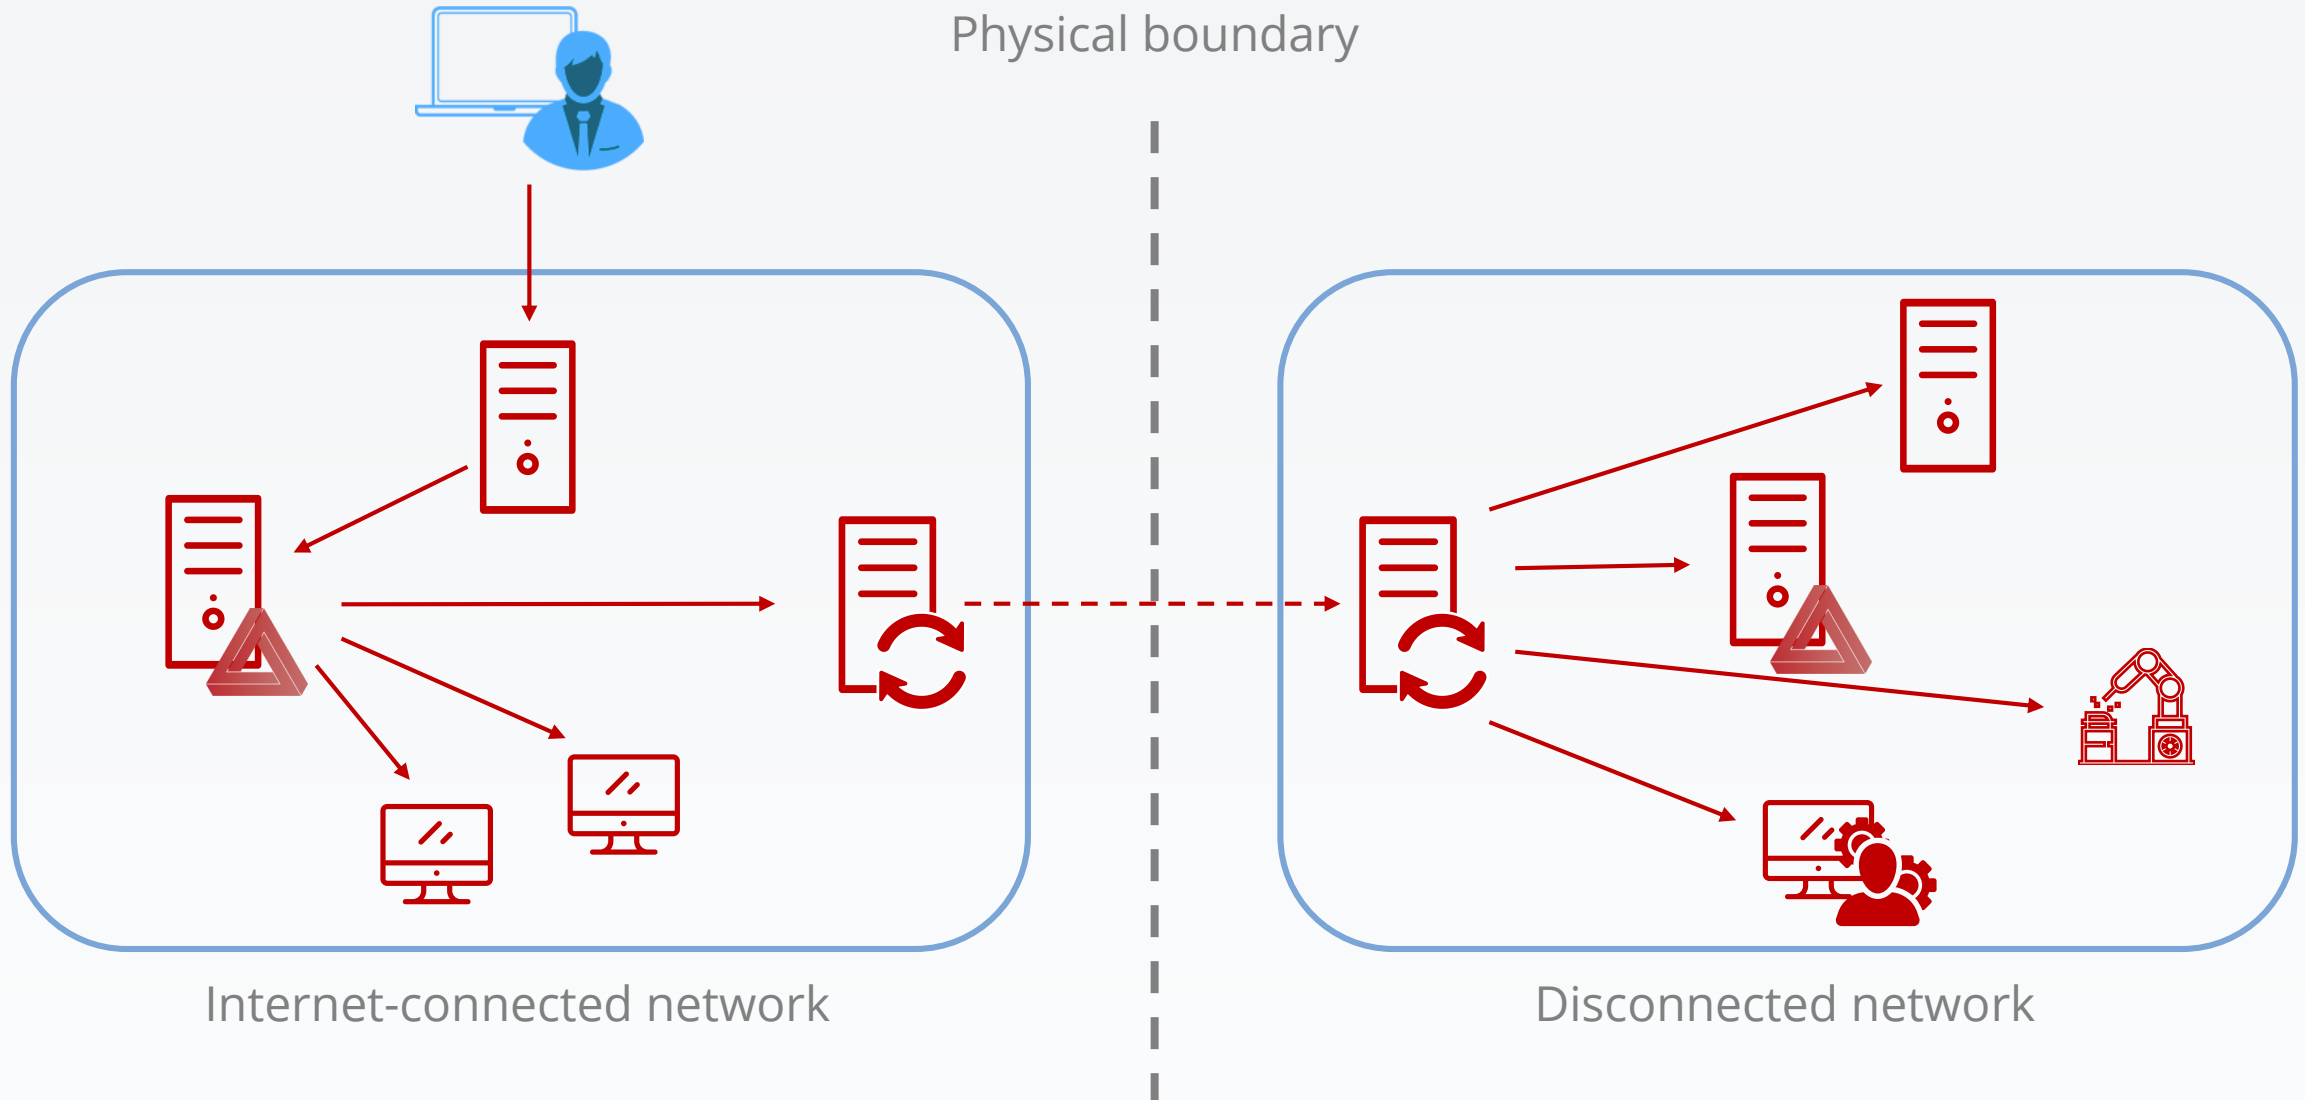 Physical boundary
Internet-connected network
Disconnected network